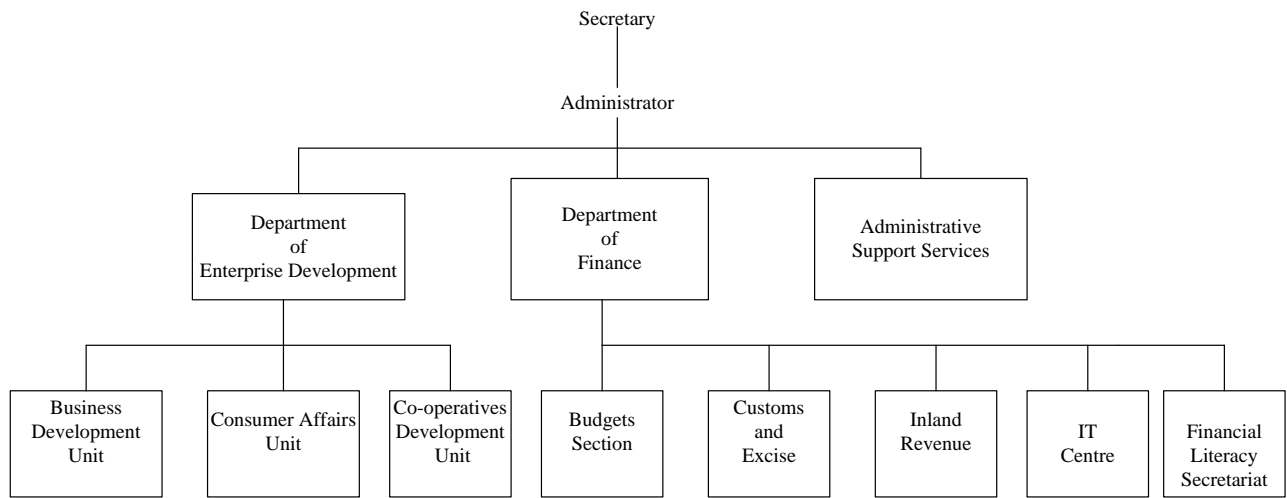 Secretary
Administrator
Department
of
Enterprise Development
Department
of
Finance
Administrative
Support Services
Business
Development
Unit
Consumer Affairs
Unit
Co-operatives
Development
Unit
Budgets
Section
Customs
and
Excise
Inland
Revenue
IT
Centre
Financial
Literacy
Secretariat